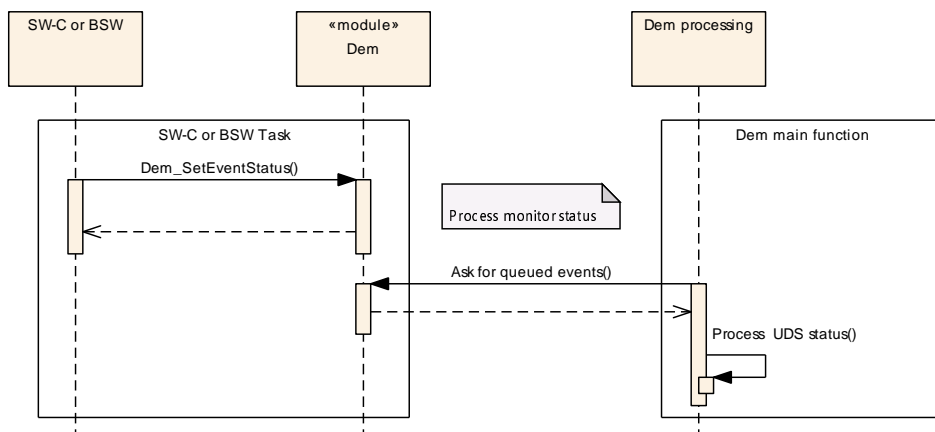 SW-C or BSW
«module»
Dem
Dem processing
SW-C or BSW Task
Dem main function
Dem_SetEventStatus()
Process monitor status
Ask for queued events()
Process UDS status()